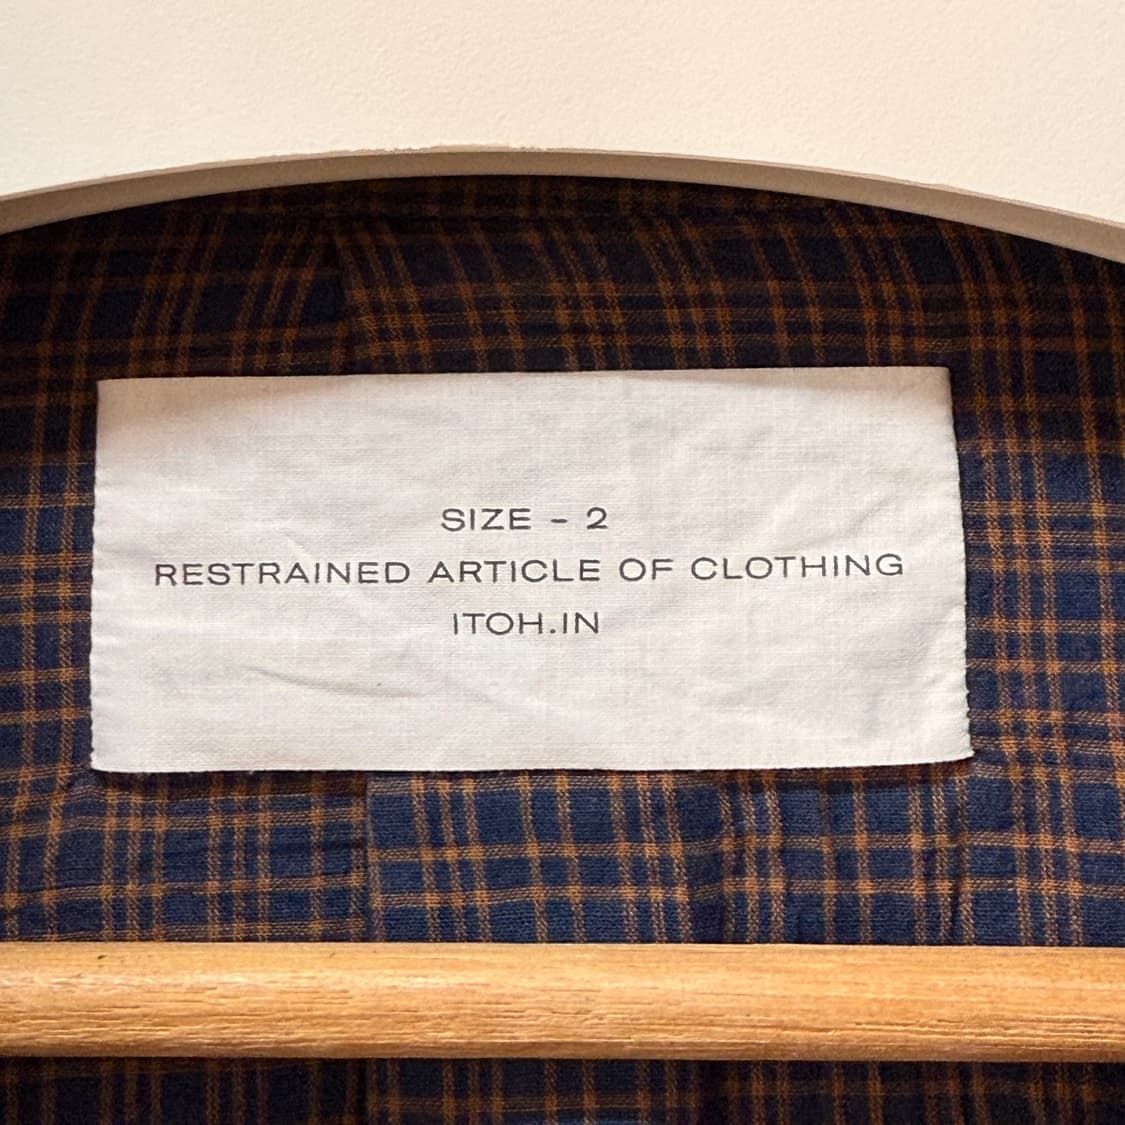 SIZE - 2
RESTRAINED ARTICLE OF CLOTHING
ITOH.IN